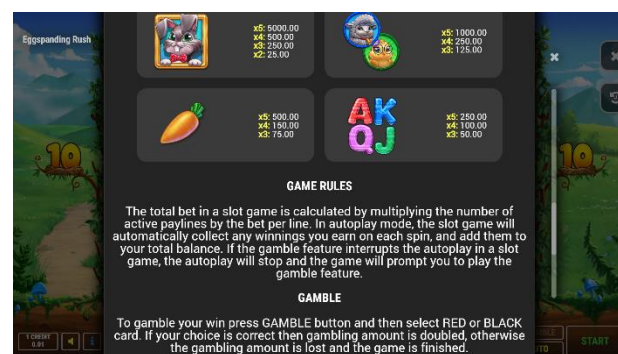 Eggspanding Rush
x5: 5000.00
x4: 500.00
x3: 250.00
x2: 25.00
x5: 1000.00
x4: 250.00
x3: 125.00
x5: 500.00
x4: 150.00
x3: 75.00
A K
Q J
x5: 250.00
x4: 100.00
x3: 50.00
10
10
GAME RULES
The total bet in a slot game is calculated by multiplying the number of
active paylines by the bet per line. In autoplay mode, the slot game will
automatically collect any winnings you earn on each spin, and add them to
your total balance. If the gamble feature interrupts the autoplay in a slot
game, the autoplay will stop and the game will prompt you to play the
gamble feature.
GAMBLE
To gamble your win press GAMBLE button and then select RED or BLACK
card. If your choice is correct then gambling amount is doubled, otherwise
the gambling amount is lost and the game is finished.
1 CREDIT
0.01
START